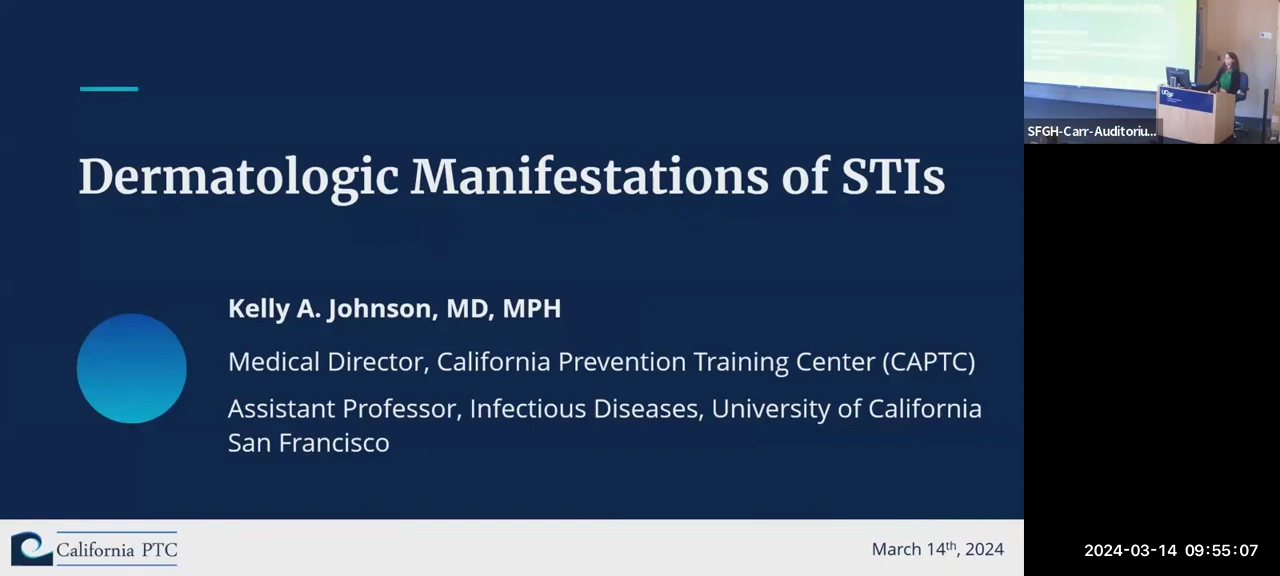 Dermatologic Manifestations of STIs
Kelly A. Johnson, MD, MPH
Medical Director, California Prevention Training Center (CAPTC)
Assistant Professor, Infectious Diseases, University of California
San Francisco
California PTC
March 14th, 2024
UCSF
SFGH-Carr-Auditoriu...
2024-03-14 09:55:07